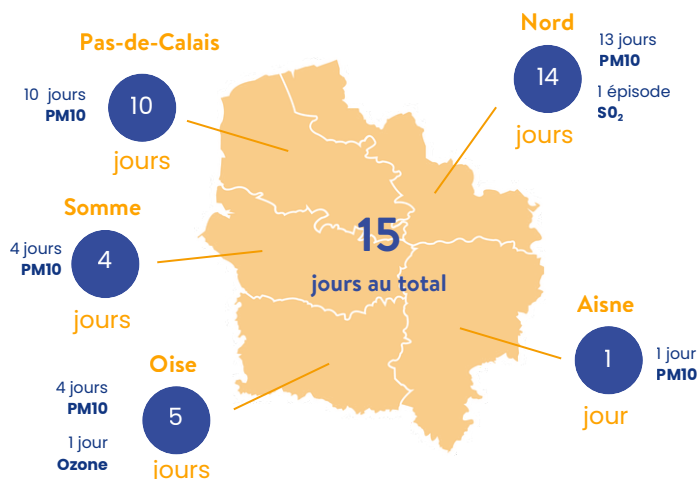 Pas-de-Calais
10 jours
PM10
10
jours
Nord
14
jours
13 jours
PM10
1 épisode
S0₂
Somme
4 jours
PM10
4
jours
15
jours au total
Aisne
1
jour
1 jour
PM10
Oise
4 jours
PM10
1 jour
Ozone
5
jours